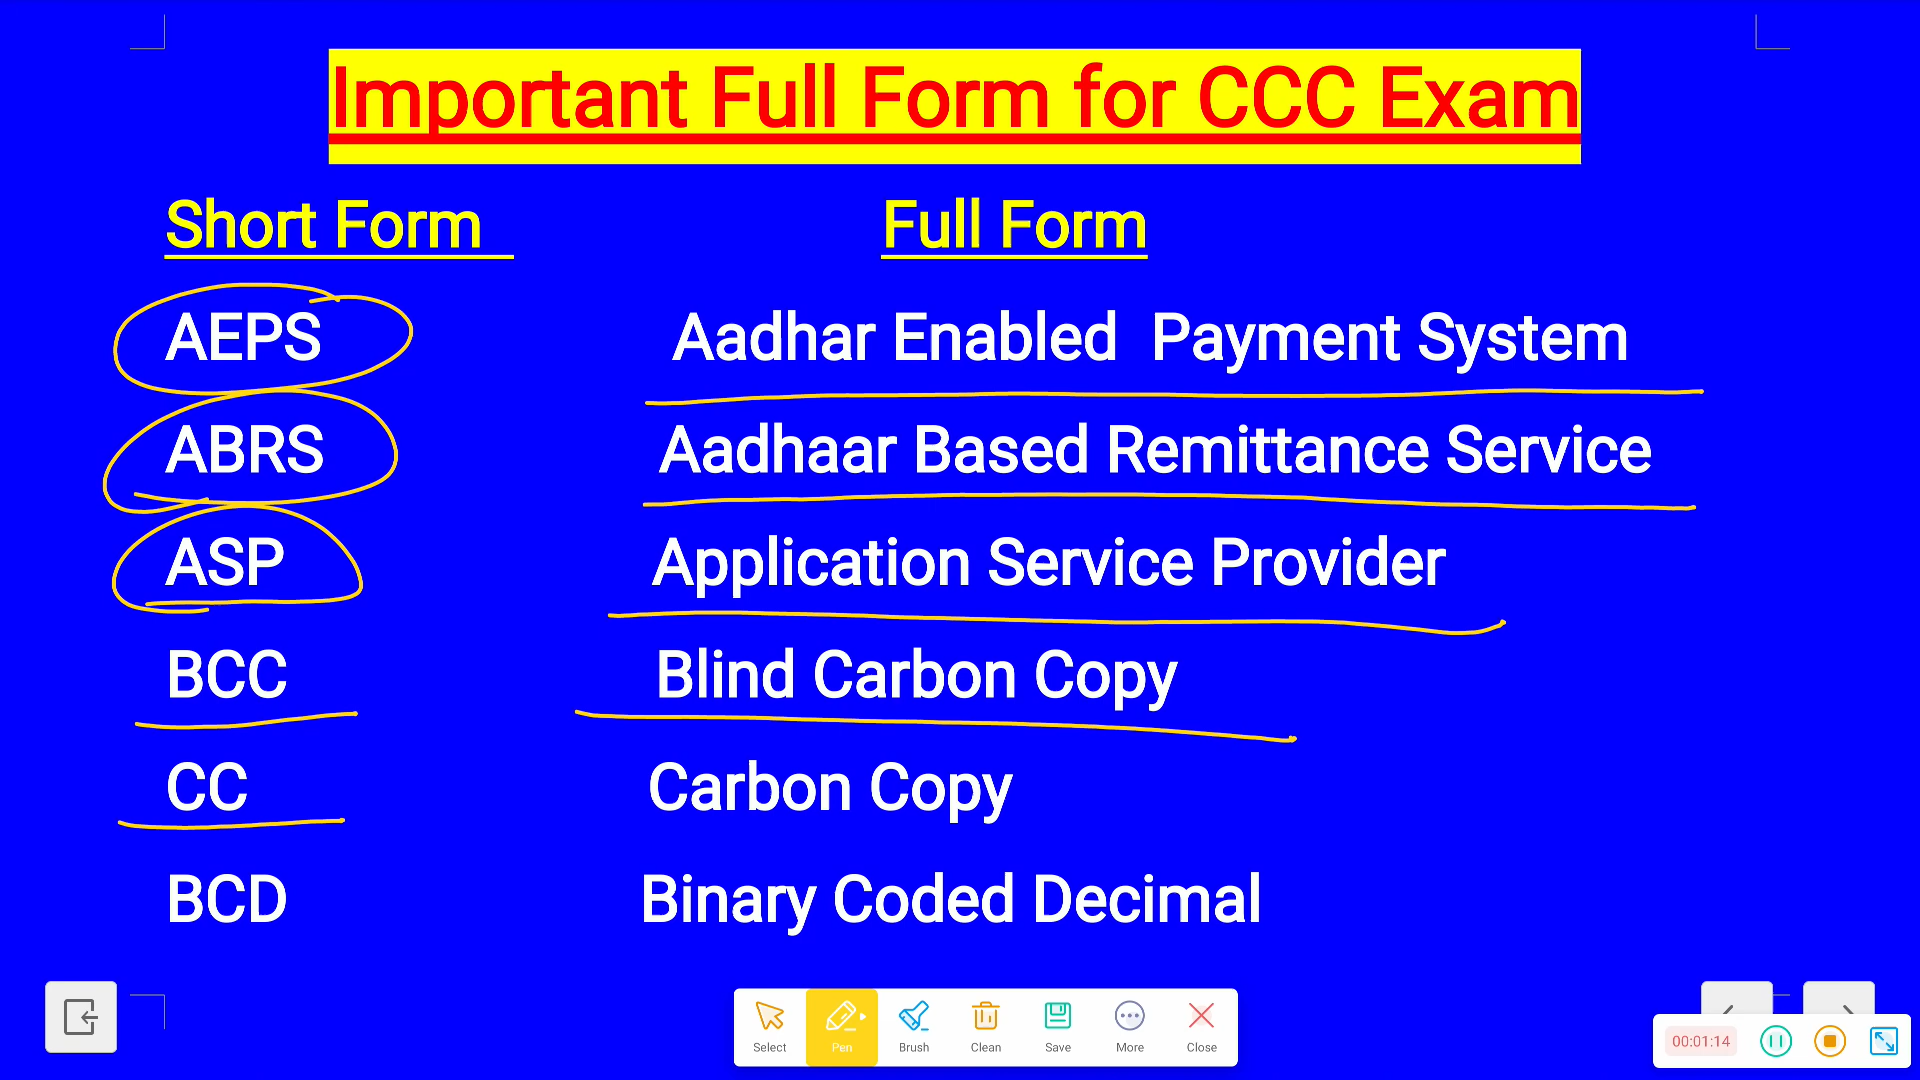 Important Full Form for CCC Exam
Short Form Full Form
AEPS Aadhar Enabled Payment System
ABRS Aadhaar Based Remittance Service
ASP Application Service Provider
BCC Blind Carbon Copy
CC Carbon Copy
BCD Binary Coded Decimal
Select Pen Brush Clean Save More Close
00:01:14